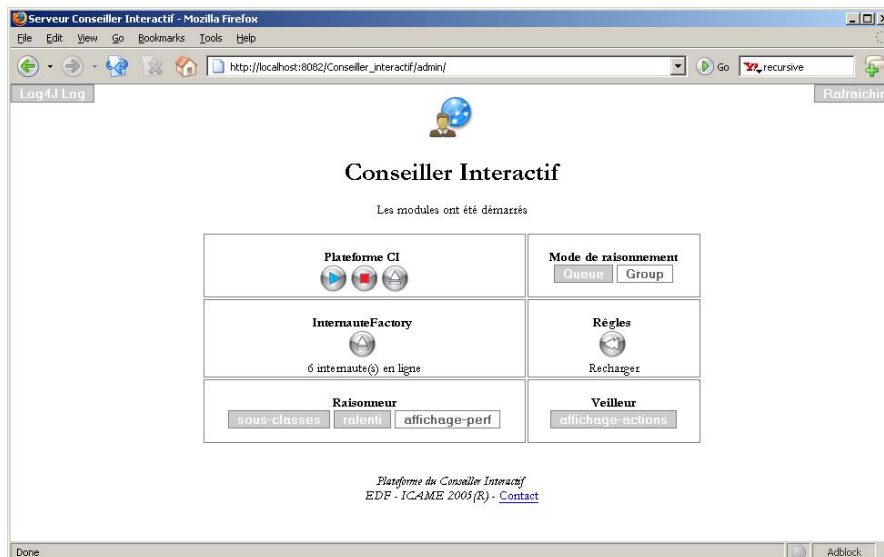 Serveur Conseiller Interactif - Mozilla Firefox
File Edit View Go Bookmarks Tools Help
http://localhost:8082/Conseiller_interactif/admin/ Go recursive
Log4J Log Rafraichir
Conseiller Interactif
Les modules ont été démarrés
Plateforme CI
Mode de raisonnement
Queue Group
InternauteFactory
6 internaute(s) en ligne
Régles
Recharger
Raisonneur
sous-classes ralenti affichage-perf
Veilleur
affichage-actions
Plateforme du Conseiller Interactif
EDF - ICAME 2005(R) - Contact
Done Adblock